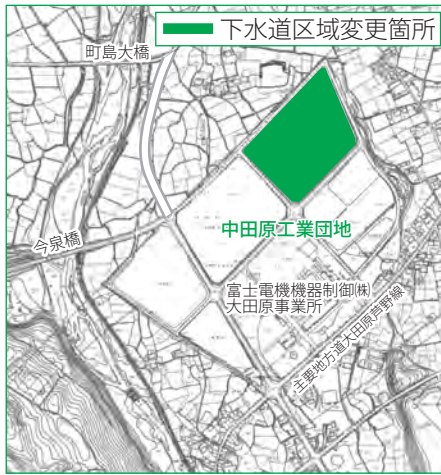 下水道区域変更箇所
町島大橋
中田原工業団地
今泉橋
富士電機機器制御㈱
大田原事業所
主要地方道大田原芦野線